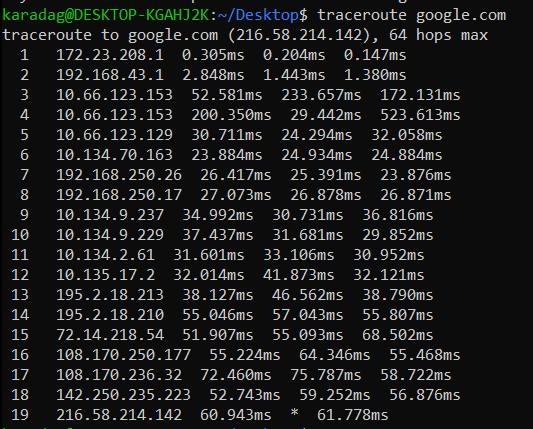 karadag@DESKTOP-KGAHJ2K:~/Desktop$ traceroute google.com
traceroute to google.com (216.58.214.142), 64 hops max
1 172.23.208.1 0.305ms 0.204ms 0.147ms
2 192.168.43.1 2.848ms 1.443ms 1.380ms
3 10.66.123.153 52.581ms 233.657ms 172.131ms
4 10.66.123.153 200.350ms 29.442ms 523.613ms
5 10.66.123.129 30.711ms 24.294ms 32.058ms
6 10.134.70.163 23.884ms 24.934ms 24.884ms
7 192.168.250.26 26.417ms 25.391ms 23.876ms
8 192.168.250.17 27.073ms 26.878ms 26.871ms
9 10.134.9.237 34.992ms 30.731ms 36.816ms
10 10.134.9.229 37.437ms 31.681ms 29.852ms
11 10.134.2.61 31.601ms 33.106ms 30.952ms
12 10.135.17.2 32.014ms 41.873ms 32.121ms
13 195.2.18.213 38.127ms 46.562ms 38.790ms
14 195.2.18.210 55.046ms 57.043ms 55.807ms
15 72.14.218.54 51.907ms 55.093ms 68.502ms
16 108.170.250.177 55.224ms 64.346ms 55.468ms
17 108.170.236.32 72.460ms 75.787ms 58.722ms
18 142.250.235.223 52.743ms 59.252ms 56.876ms
19 216.58.214.142 60.943ms * 61.778ms